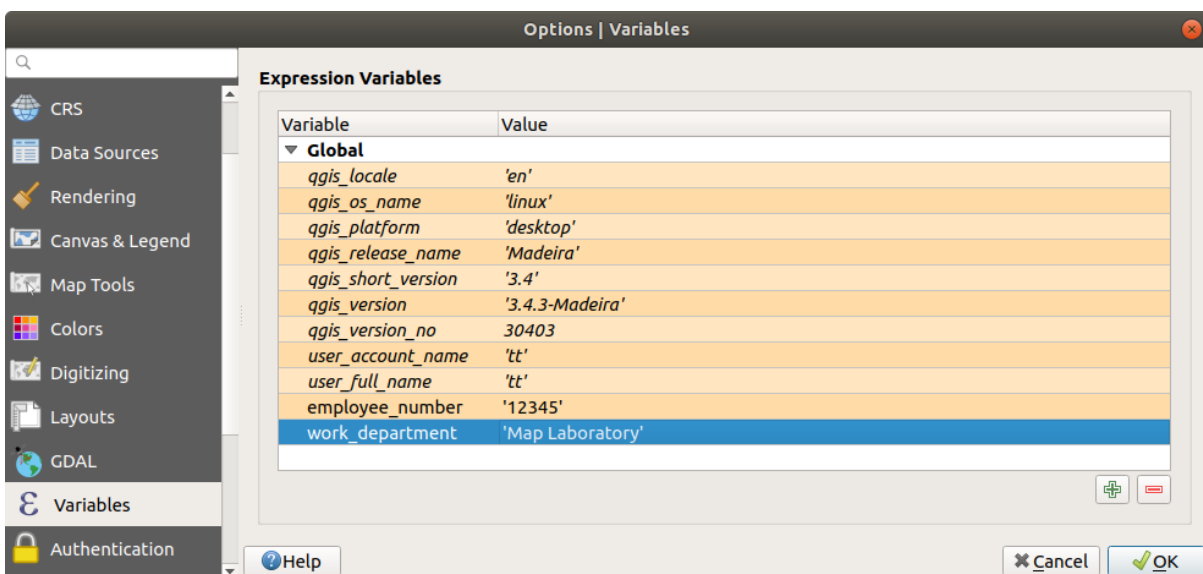 Options | Variables
CRS
Data Sources
Rendering
Canvas & Legend
Map Tools
Colors
Digitizing
Layouts
GDAL
Variables
Authentication
Expression Variables
Variable Value
Global
qgis_locale 'en'
qgis_os_name 'linux'
qgis_platform 'desktop'
qgis_release_name 'Madeira'
qgis_short_version '3.4'
qgis_version '3.4.3-Madeira'
qgis_version_no 30403
user_account_name 'tt'
user_full_name 'tt'
employee_number '12345'
work_department 'Map Laboratory'
Help Cancel OK